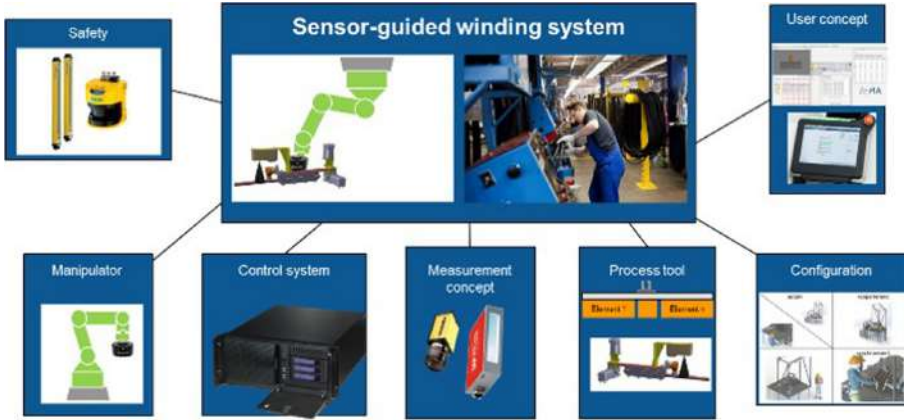 Safety
Sensor-guided winding system
User concept
Manipulator
Control system
Measurement
concept
Process tool
Element 1
Element n
Configuration